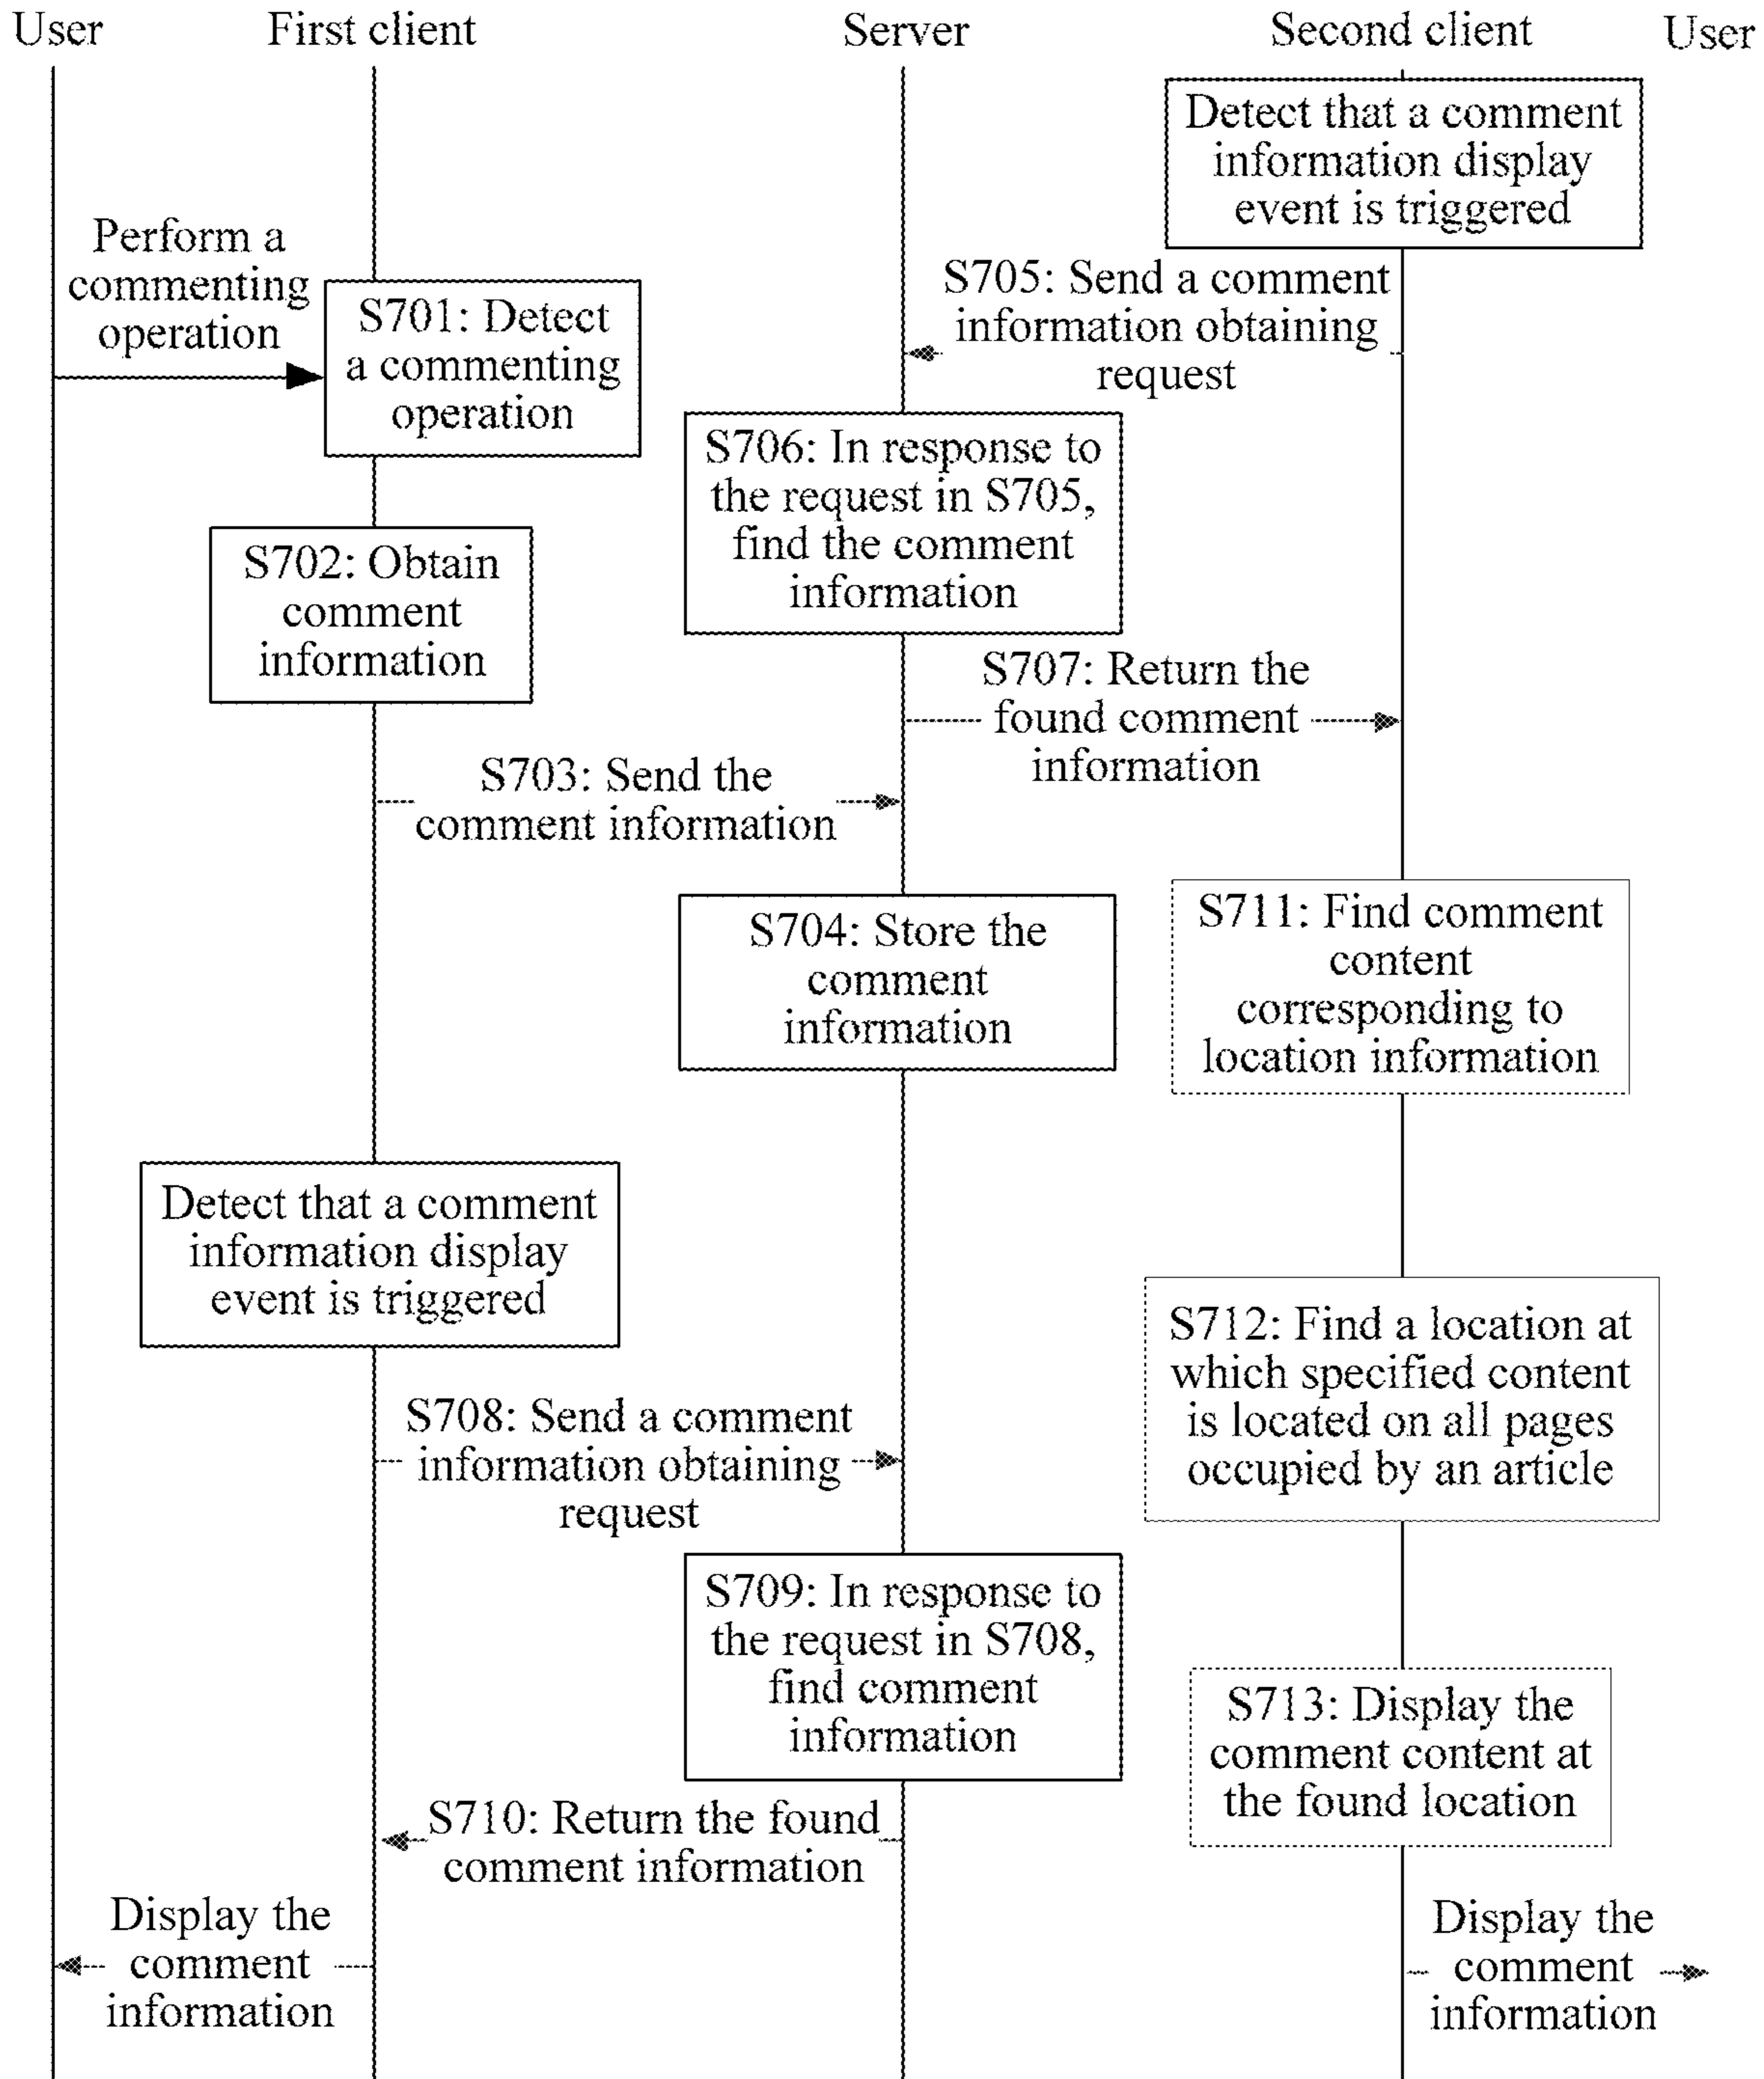 User
First client
Server
Second client
User
Detect that a comment
information display
event is triggered
Perform a
commenting
operation
S701: Detect
a commenting
operation
S705: Send a comment
information obtaining
request
S706: In response to
the request in S705,
find the comment
information
S702: Obtain
comment
information
S707: Return the
found comment
information
S703: Send the
comment information
S704: Store the
comment
information
S711: Find comment
content
corresponding to
location information
Detect that a comment
information display
event is triggered
S712: Find a location at
which specified content
is located on all pages
occupied by an article
S708: Send a comment
information obtaining
request
S709: In response to
the request in S708,
find comment
information
S713: Display the
comment content at
the found location
S710: Return the found
comment information
Display the
comment
information
Display the
comment
information